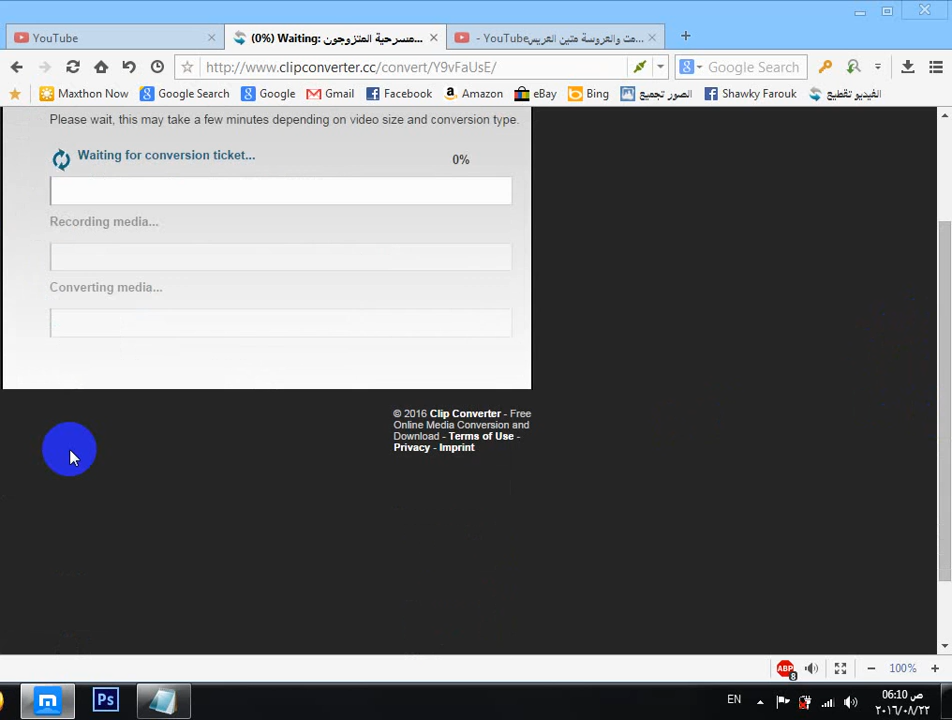 YouTube
(0%) Waiting: مسرحية المتزوجون...
...مت والعروسة متين العريس - YouTube
http://www.clipconverter.cc/convert/Y9vFaUsE/
Google Search
Maxthon Now
Google Search
Google
Gmail
Facebook
Amazon
eBay
Bing
الصور تجميع
Shawky Farouk
الفيديو تقطيع
Please wait, this may take a few minutes depending on video size and conversion type.
Waiting for conversion ticket...
0%
Recording media...
Converting media...
© 2016 Clip Converter - Free
Online Media Conversion and
Download - Terms of Use -
Privacy - Imprint
ABP
8
100%
Ps
EN
06:10 ص
٢٠١٦/٠٨/٢٢